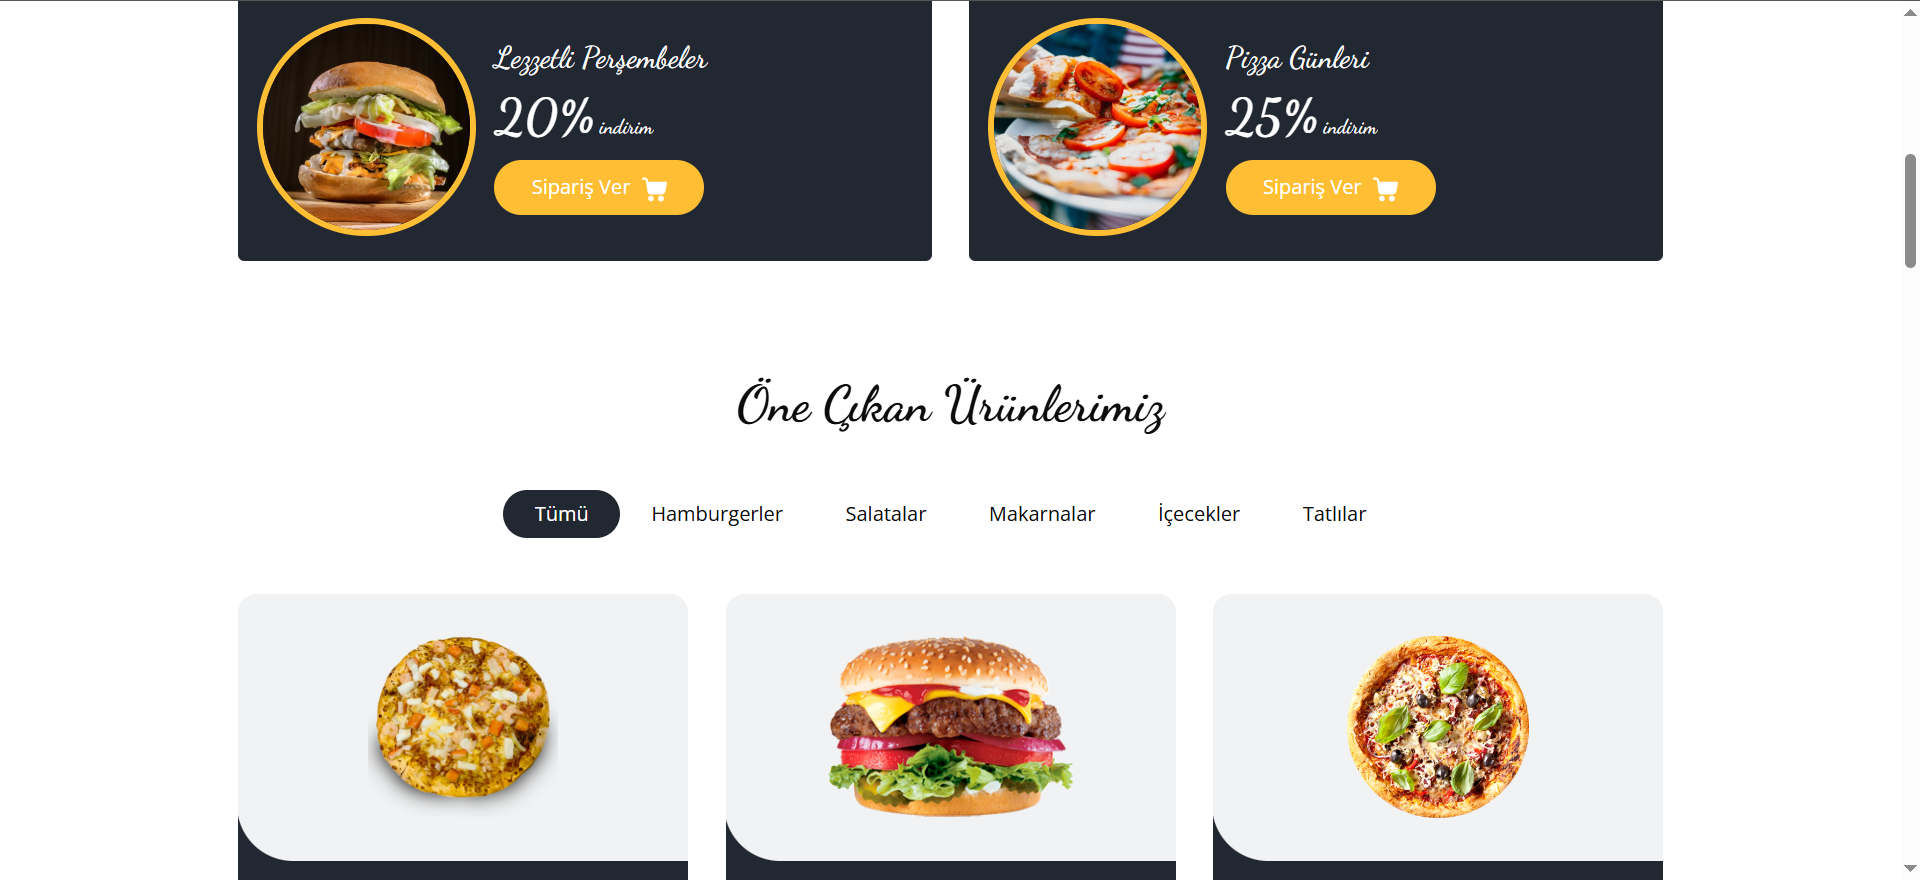 Lezzetli Perşembeler
20% indirim
Sipariş Ver
Pizza Günleri
25% indirim
Sipariş Ver
Öne Çıkan Ürünlerimiz
Tümü Hamburgerler Salatalar Makarnalar İçecekler Tatlılar